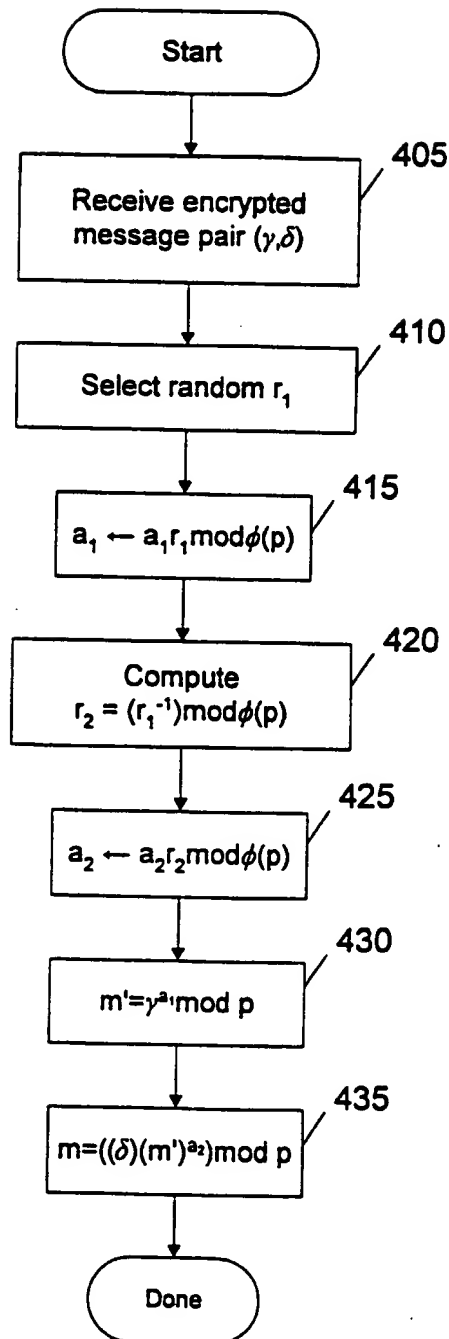 Start
405
Receive encrypted
message pair (γ,δ)
410
Select random r₁
415
a₁ ← a₁r₁modϕ(p)
420
Compute
r₂ = (r₁⁻¹)modϕ(p)
425
a₂ ← a₂r₂modϕ(p)
430
m'=γ^a₁mod p
435
m=((δ)(m')^a₂)mod p
Done